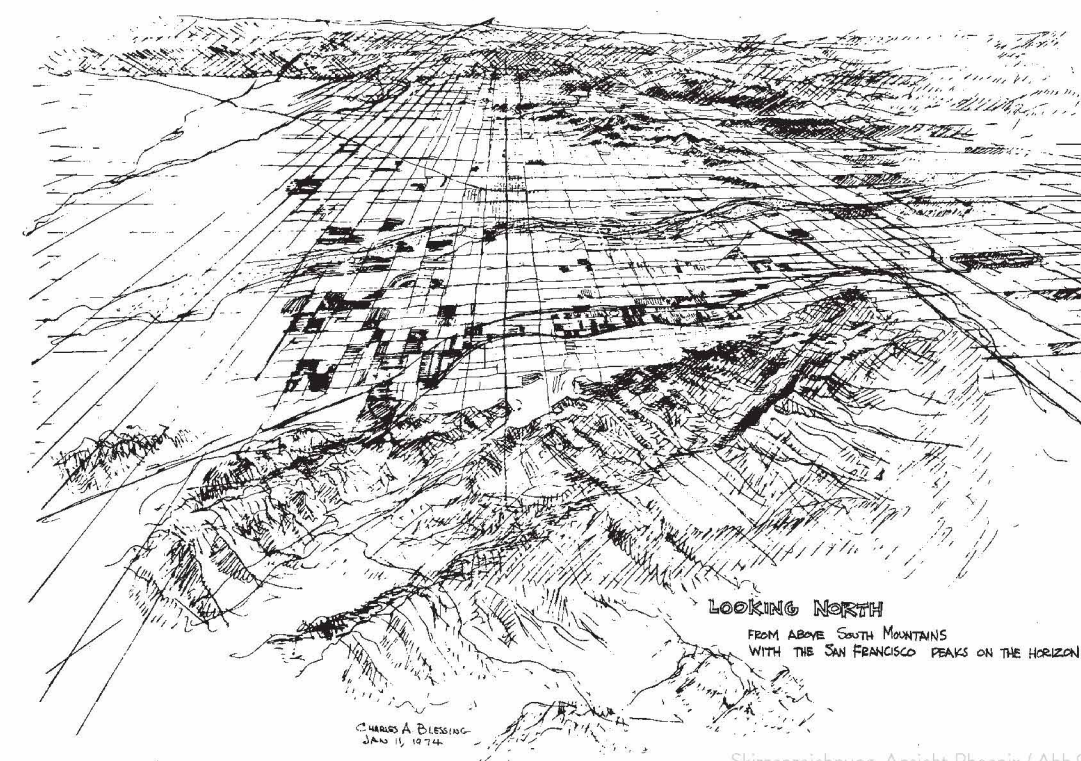 LOOKING NORTH
FROM ABOVE SOUTH MOUNTAINS
WITH THE SAN FRANCISCO PEAKS ON THE HORIZON
CHARLES A. BLESSING
JAN 11, 1974
Ansicht Phoenix